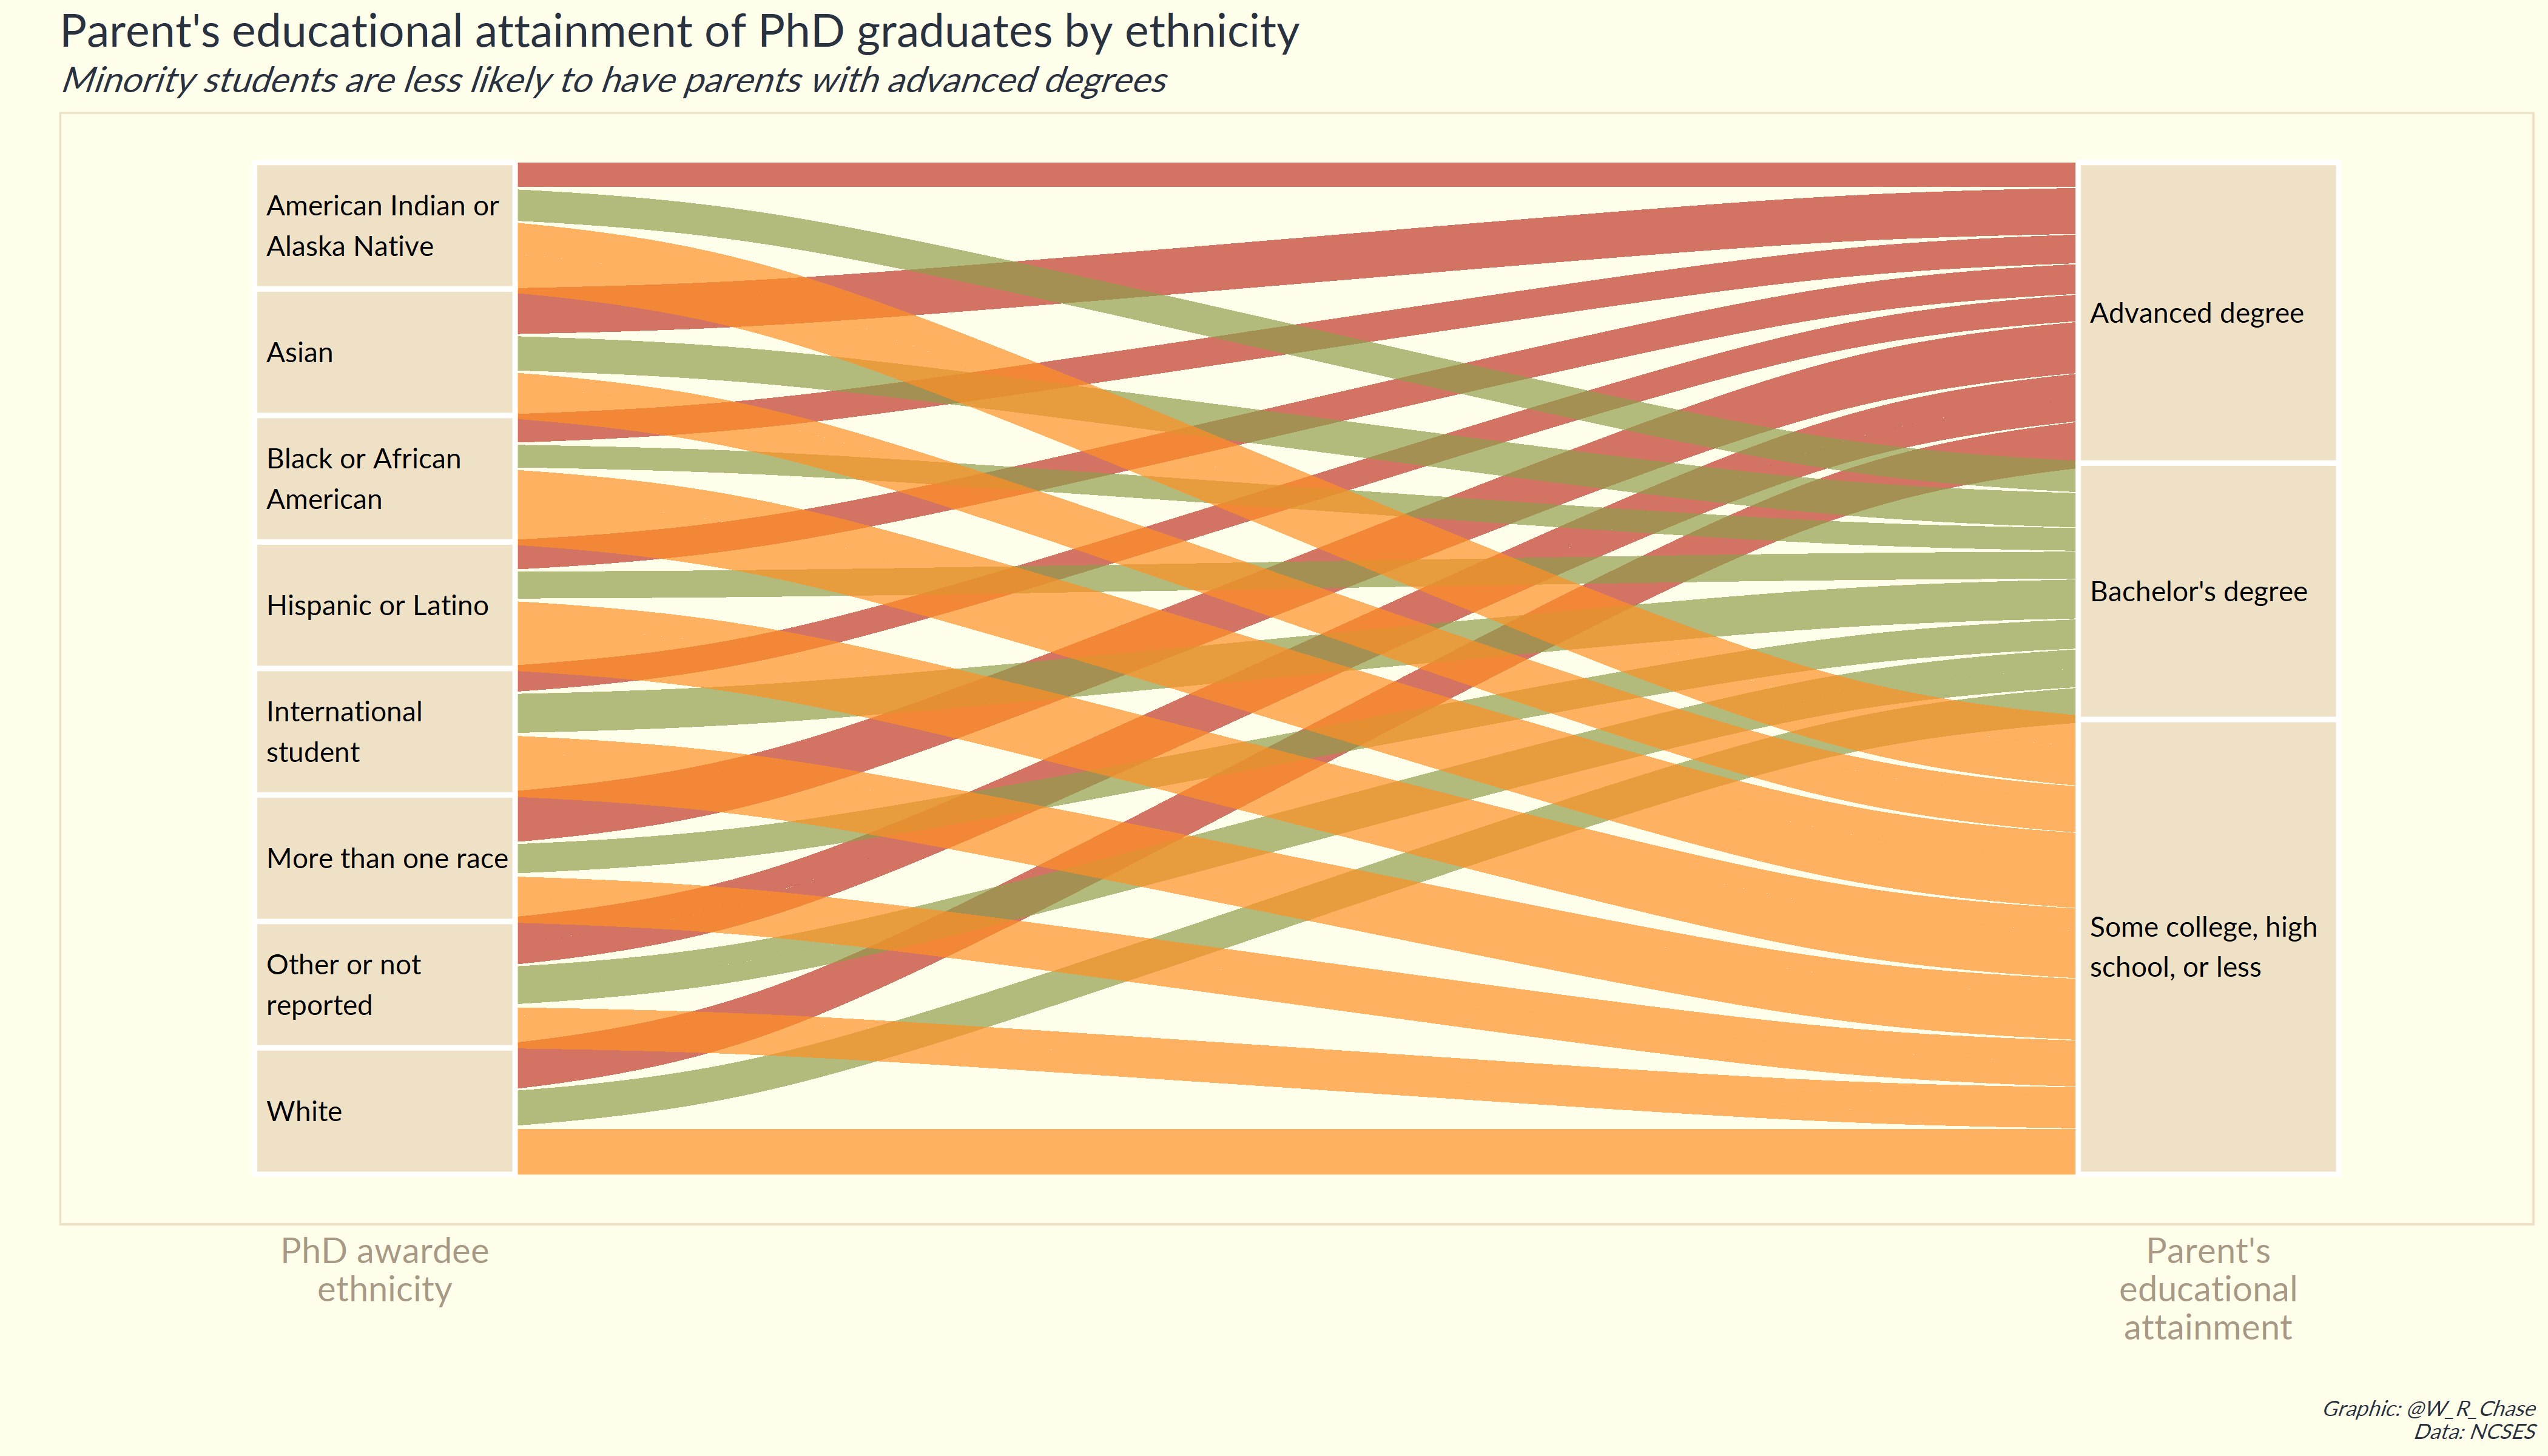 Parent's educational attainment of PhD graduates by ethnicity
Minority students are less likely to have parents with advanced degrees
American Indian or
Alaska Native
Asian
Black or African
American
Hispanic or Latino
International
student
More than one race
Other or not
reported
White
Advanced degree
Bachelor's degree
Some college, high
school, or less
PhD awardee
ethnicity
Parent's
educational
attainment
Graphic: @W_R_Chase
Data: NCSES